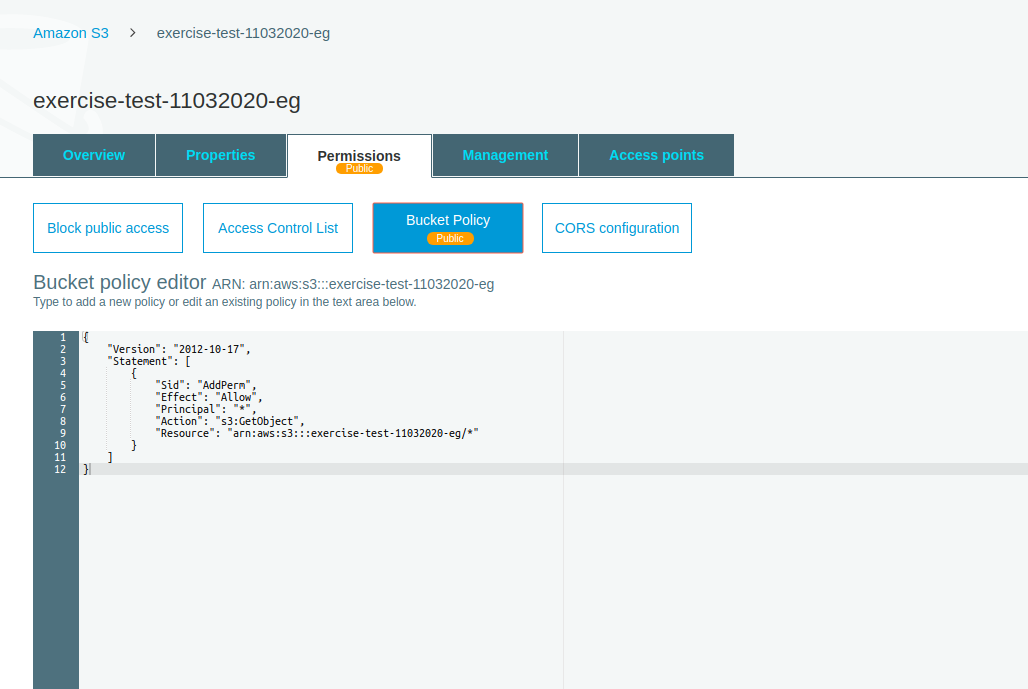 Amazon S3 > exercise-test-11032020-eg
exercise-test-11032020-eg
Overview Properties Permissions Management Access points
Public
Block public access Access Control List Bucket Policy CORS configuration
Public
Bucket policy editor ARN: arn:aws:s3:::exercise-test-11032020-eg
Type to add a new policy or edit an existing policy in the text area below.
1 {
2 "Version": "2012-10-17",
3 "Statement": [
4 {
5 "Sid": "AddPerm",
6 "Effect": "Allow",
7 "Principal": "*",
8 "Action": "s3:GetObject",
9 "Resource": "arn:aws:s3:::exercise-test-11032020-eg/*"
10 }
11 ]
12 }